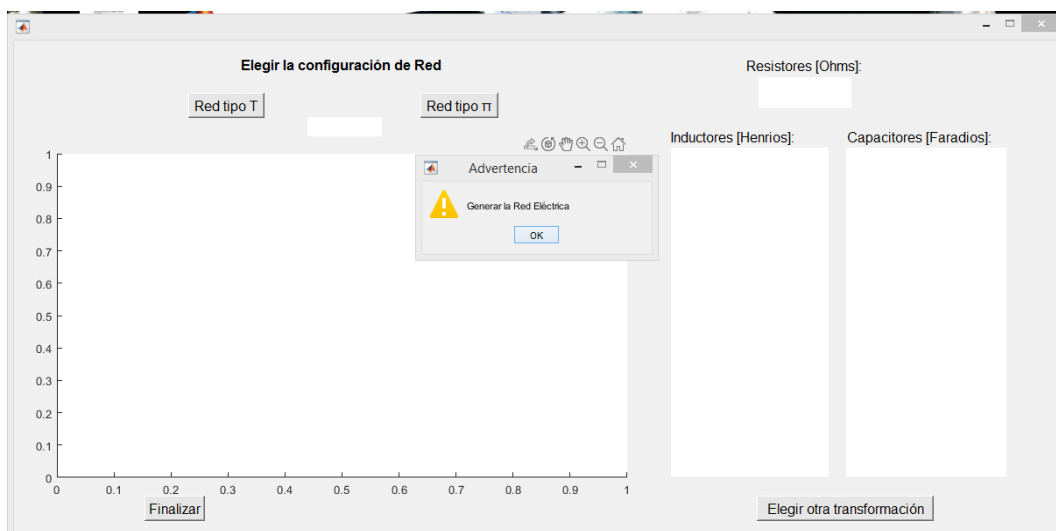 Elegir la configuración de Red
Resistores [Ohms]:
Red tipo T
Red tipo π
Inductores [Henrios]:
Capacitores [Faradios]:
Advertencia
Generar la Red Eléctrica
OK
1
0.9
0.8
0.7
0.6
0.5
0.4
0.3
0.2
0.1
0
0 0.1 0.2 0.3 0.4 0.5 0.6 0.7 0.8 0.9 1
Finalizar
Elegir otra transformación